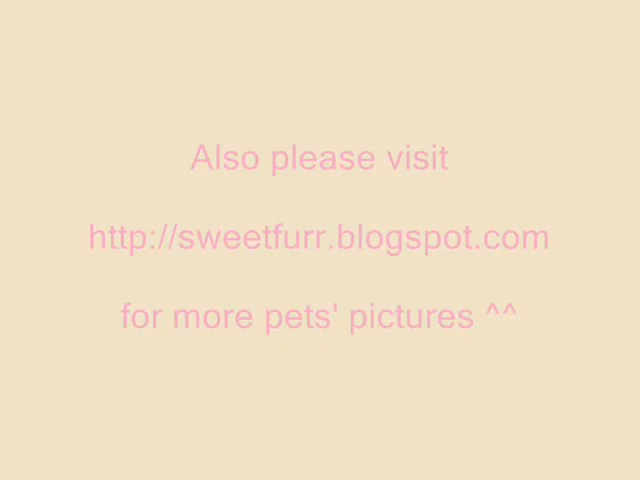 Also please visit
http://sweetfurr.blogspot.com
for more pets' pictures ^^